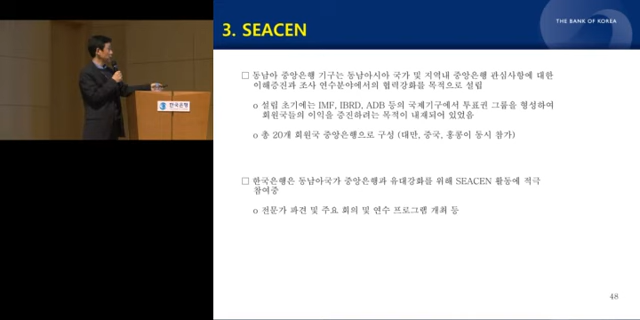 THE BANK OF KOREA
3. SEACEN
□ 동남아 중앙은행 기구는 동남아시아 국가 및 지역내 중앙은행 관심사항에 대한
이해증진과 조사 연수분야에서의 협력강화를 목적으로 설립
o 설립 초기에는 IMF, IBRD, ADB 등의 국제기구에서 투표권 그룹을 형성하여
회원국들의 이익을 증진하려는 목적이 내재되어 있었음
o 총 20개 회원국 중앙은행으로 구성 (대만, 중국, 홍콩이 동시 참가)
□ 한국은행은 동남아국가 중앙은행과 유대강화를 위해 SEACEN 활동에 적극
참여중
o 전문가 파견 및 주요 회의 및 연수 프로그램 개최 등
한국은행
48